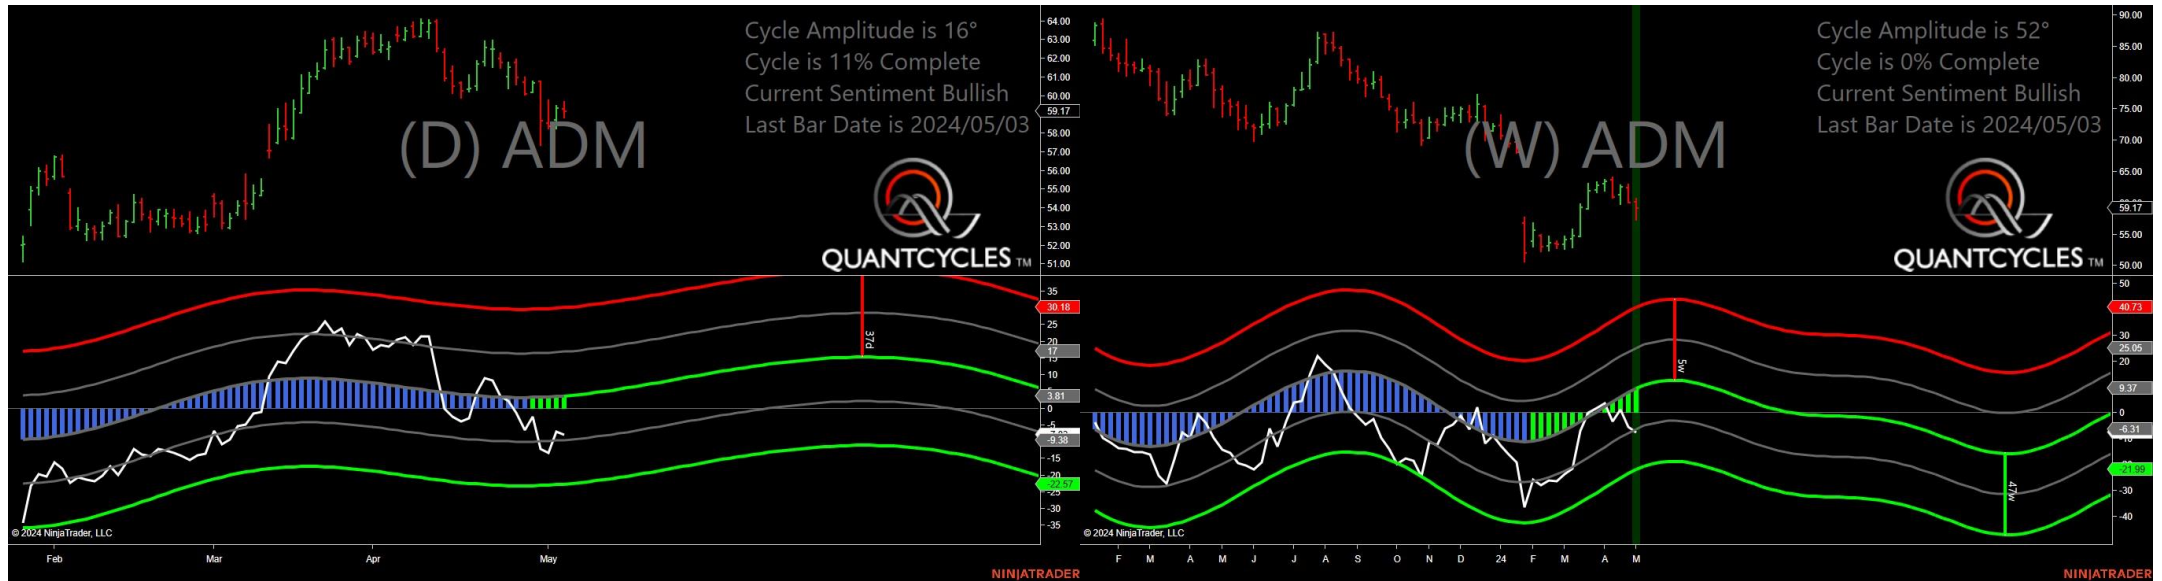 Cycle Amplitude is 16°
Cycle is 11% Complete
Current Sentiment Bullish
Last Bar Date is 2024/05/03
(D) ADM
QUANTCYCLES TM
64.00
63.00
62.00
61.00
60.00
59.17
58.00
57.00
56.00
55.00
54.00
53.00
52.00
51.00
35
30.18
25
20
17
15
10
5
3.81
0
-5
-9.38
-15
-20
-22.57
-25
-30
-35
37d
© 2024 NinjaTrader, LLC
Feb Mar Apr May
NINJATRADER
Cycle Amplitude is 52°
Cycle is 0% Complete
Current Sentiment Bullish
Last Bar Date is 2024/05/03
(W) ADM
QUANTCYCLES TM
90.00
85.00
80.00
75.00
70.00
65.00
59.17
55.00
50.00
50
40.73
30
25.05
20
9.37
0
-6.31
-10
-21.99
-30
-40
5w
47w
© 2024 NinjaTrader, LLC
F M A M J J A S O N D 24 F M A M
NINJATRADER